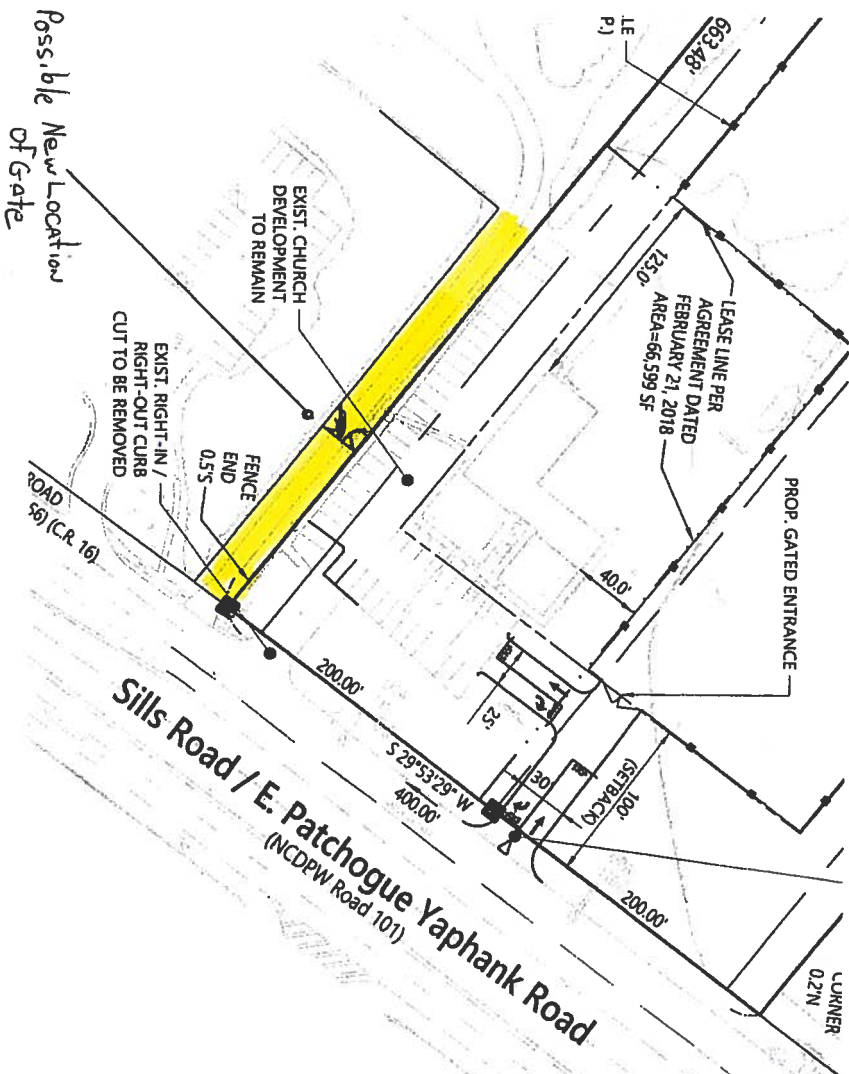 Possible New Location
of Gate
LE
P.)
663.48'
LEASE LINE PER
AGREEMENT DATED
FEBRUARY 21, 2018
AREA=66,599 SF
125.0'
PROP. GATED ENTRANCE
EXIST. CHURCH
DEVELOPMENT
TO REMAIN
EXIST. RIGHT-IN /
RIGHT-OUT CURB
CUT TO BE REMOVED
FENCE
END
0.5'S
40.0'
25'
30'
100'
(SETBACK)
200.00'
S 29°53'29" W
400.00'
200.00'
CORNER
0.2'N
ROAD
56) (C.R. 16)
Sills Road / E. Patchogue Yaphank Road
(NCDPW Road 101)